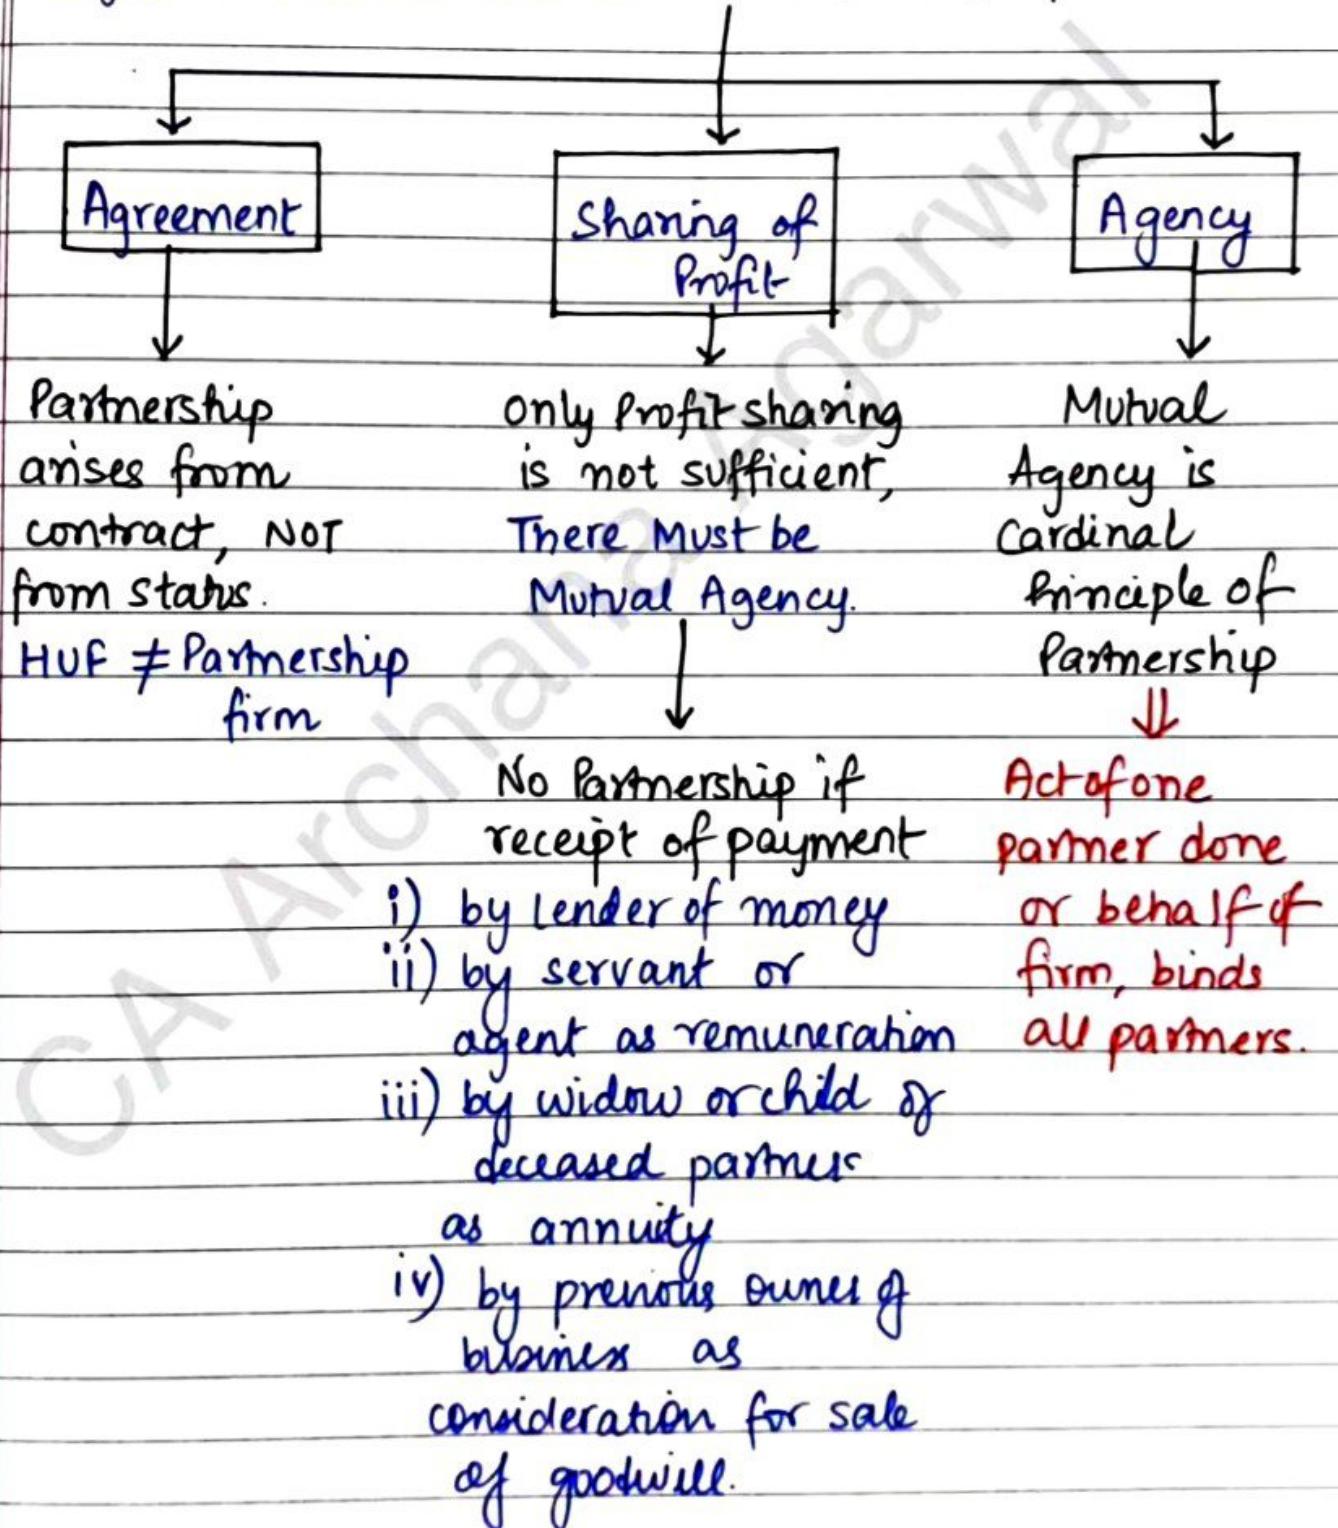 Agreement
Partnership
arises from
contract, NOT
from status.
HUF ≠ Partnership
firm
Sharing of
Profit
only Profit sharing
is not sufficient,
There Must be
Mutual Agency.
No Partnership if
receipt of payment
i) by lender of money
ii) by servant or
agent as remuneration
iii) by widow or child of
deceased partner
as annuity
iv) by previous owner of
business as
consideration for sale
of goodwill.
Agency
Mutual
Agency is
Cardinal
Principle of
Partnership
⇓
Act of one
partner done
or behalf of
firm, binds
all partners.
CA Archana Agarwal